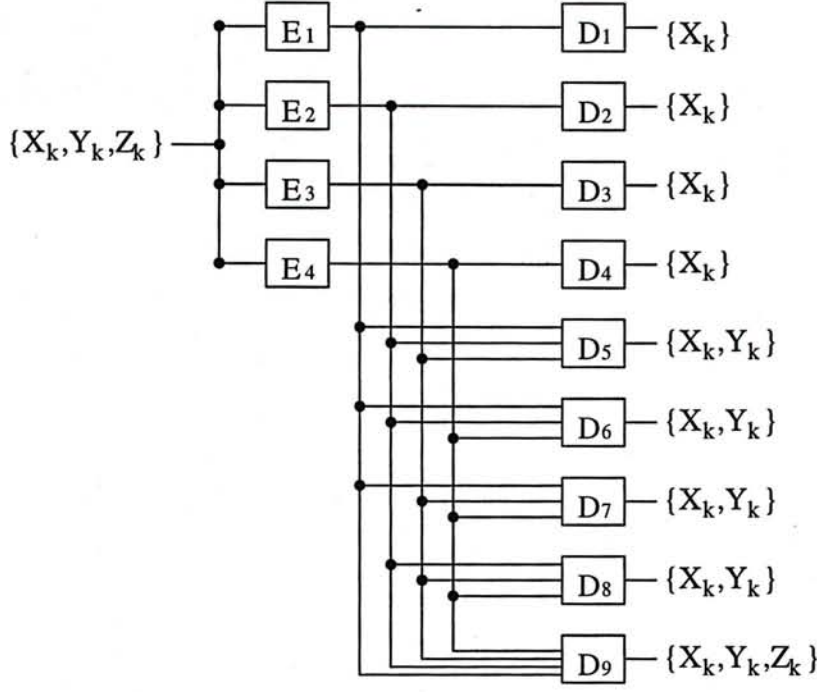 E1 D1 {Xk}
E2 D2 {Xk}
{Xk,Yk,Zk}
E3 D3 {Xk}
E4 D4 {Xk}
D5 {Xk,Yk}
D6 {Xk,Yk}
D7 {Xk,Yk}
D8 {Xk,Yk}
D9 {Xk,Yk,Zk}